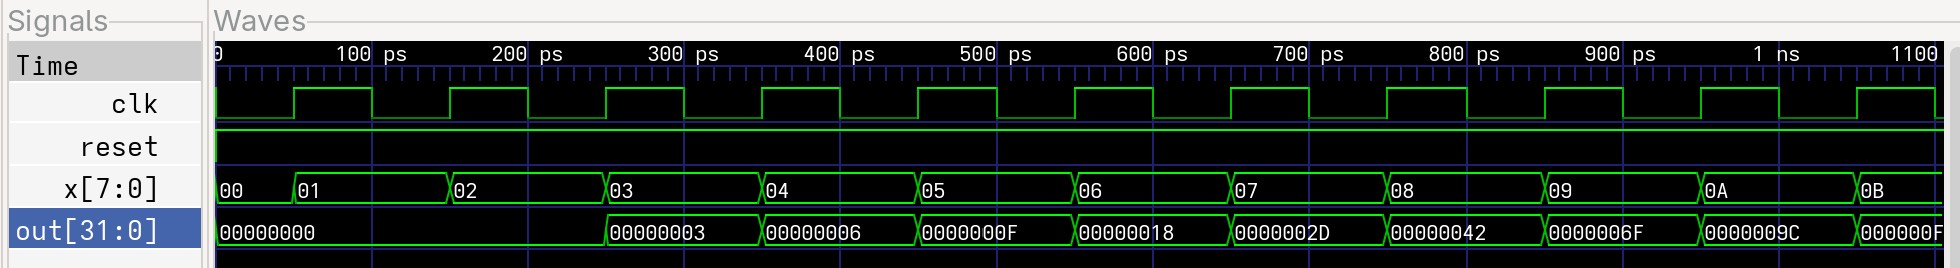 Signals Waves
Time 0 100 ps 200 ps 300 ps 400 ps 500 ps 600 ps 700 ps 800 ps 900 ps 1 ns 1100
clk
reset
x[7:0] 00 01 02 03 04 05 06 07 08 09 0A 0B
out[31:0] 00000000 00000003 00000006 0000000F 00000018 0000002D 00000042 0000006F 0000009C 000000F